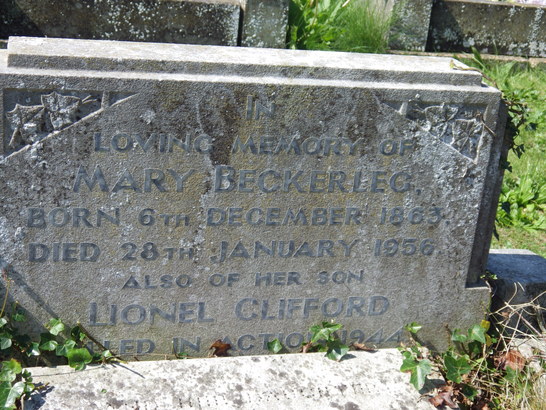 IN
LOVING MEMORY OF
MARY BECKERLEG,
BORN 6TH DECEMBER 1863.
DIED 28TH JANUARY 1956
ALSO OF HER SON
LIONEL CLIFFORD
LED IN ACTION 1944